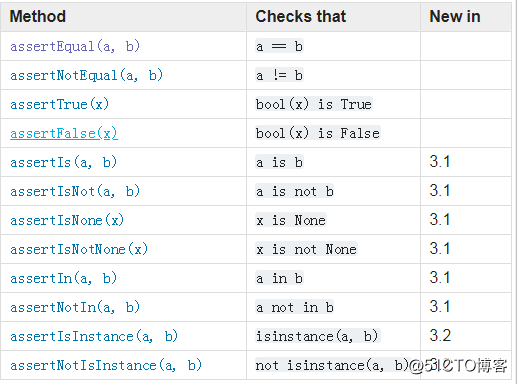 Method Checks that New in
assertEqual(a, b) a == b
assertNotEqual(a, b) a != b
assertTrue(x) bool(x) is True
assertFalse(x) bool(x) is False
assertIs(a, b) a is b 3.1
assertIsNot(a, b) a is not b 3.1
assertIsNone(x) x is None 3.1
assertIsNotNone(x) x is not None 3.1
assertIn(a, b) a in b 3.1
assertNotIn(a, b) a not in b 3.1
assertIsInstance(a, b) isinstance(a, b) 3.2
assertNotIsInstance(a, b) not isinstance(a, b)
@51CTO博客